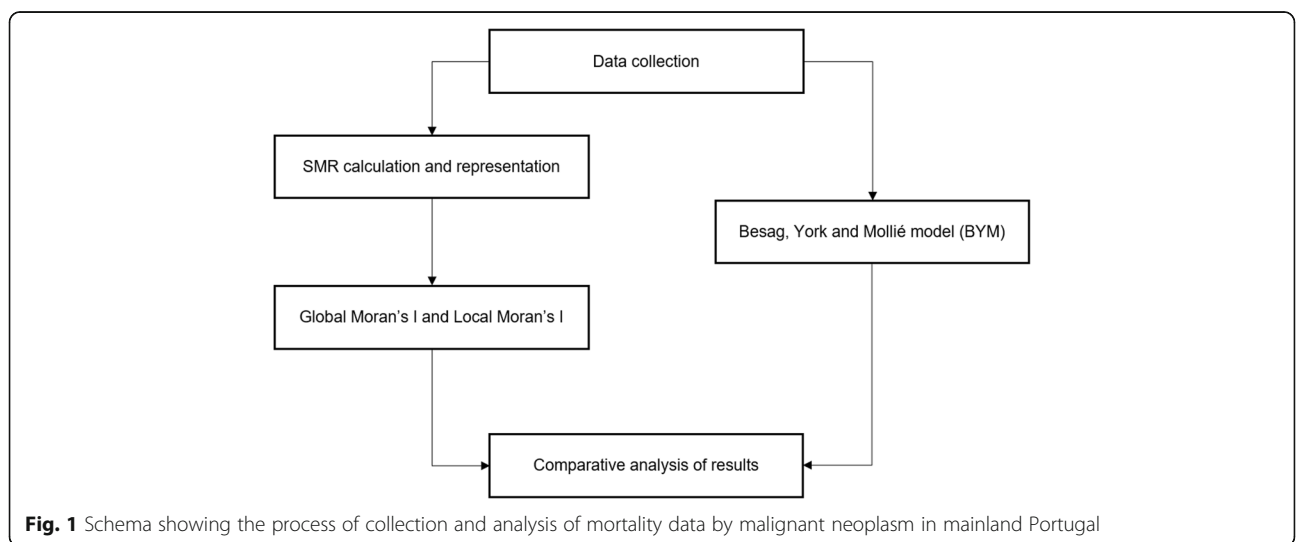 Data collection
SMR calculation and representation
Besag, York and Mollié model (BYM)
Global Moran's I and Local Moran's I
Comparative analysis of results
Fig. 1 Schema showing the process of collection and analysis of mortality data by malignant neoplasm in mainland Portugal